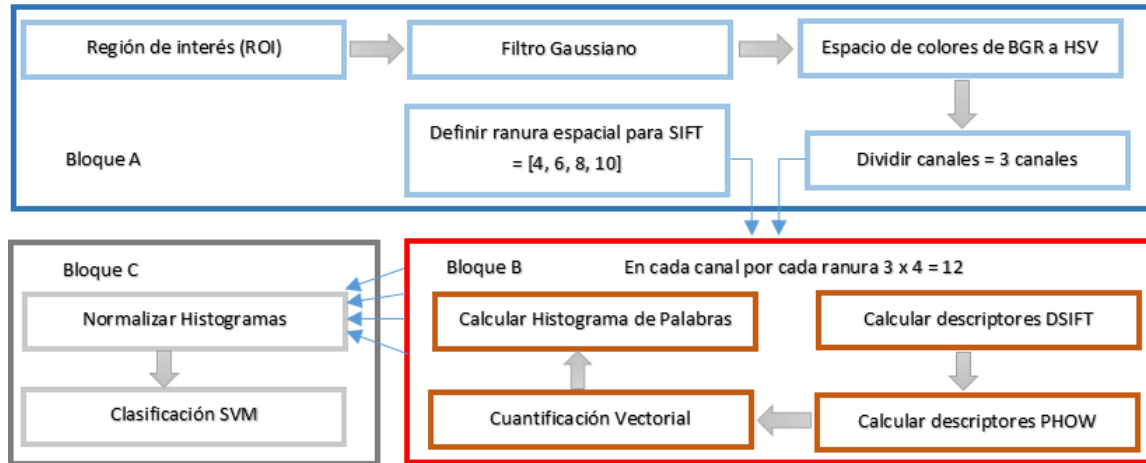 Región de interés (ROI)
Filtro Gaussiano
Espacio de colores de BGR a HSV
Bloque A
Definir ranura espacial para SIFT
= [4, 6, 8, 10]
Dividir canales = 3 canales
Bloque C
Normalizar Histogramas
Clasificación SVM
Bloque B
En cada canal por cada ranura 3 x 4 = 12
Calcular Histograma de Palabras
Calcular descriptores DSIFT
Cuantificación Vectorial
Calcular descriptores PHOW